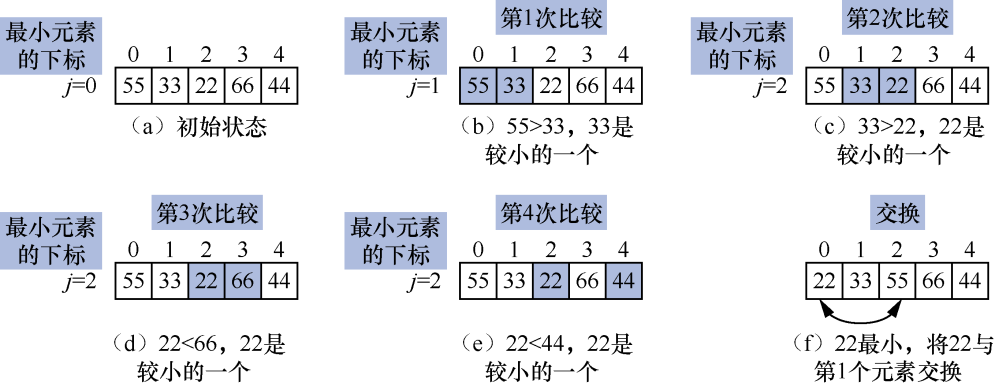 最小元素
的下标
j=0
0 1 2 3 4
55 33 22 66 44
（a）初始状态
第1次比较
最小元素
的下标
j=1
0 1 2 3 4
55 33 22 66 44
（b）55>33，33是
较小的一个
第2次比较
最小元素
的下标
j=2
0 1 2 3 4
55 33 22 66 44
（c）33>22，22是
较小的一个
第3次比较
最小元素
的下标
j=2
0 1 2 3 4
55 33 22 66 44
（d）22<66，22是
较小的一个
第4次比较
最小元素
的下标
j=2
0 1 2 3 4
55 33 22 66 44
（e）22<44，22是
较小的一个
交换
0 1 2 3 4
22 33 55 66 44
（f）22最小，将22与
第1个元素交换